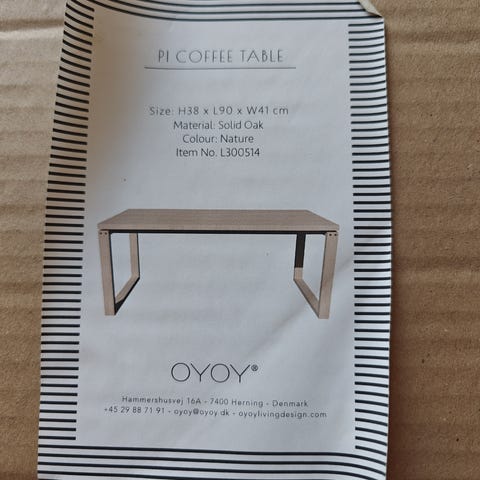 PI COFFEE TABLE
Size: H38 x L90 x W41 cm
Material: Solid Oak
Colour: Nature
Item No. L300514
OYOY®
Hammershusvej 16A - 7400 Herning - Denmark
+45 29 88 71 91 - oyoy@oyoy.dk - oyoylivingdesign.com